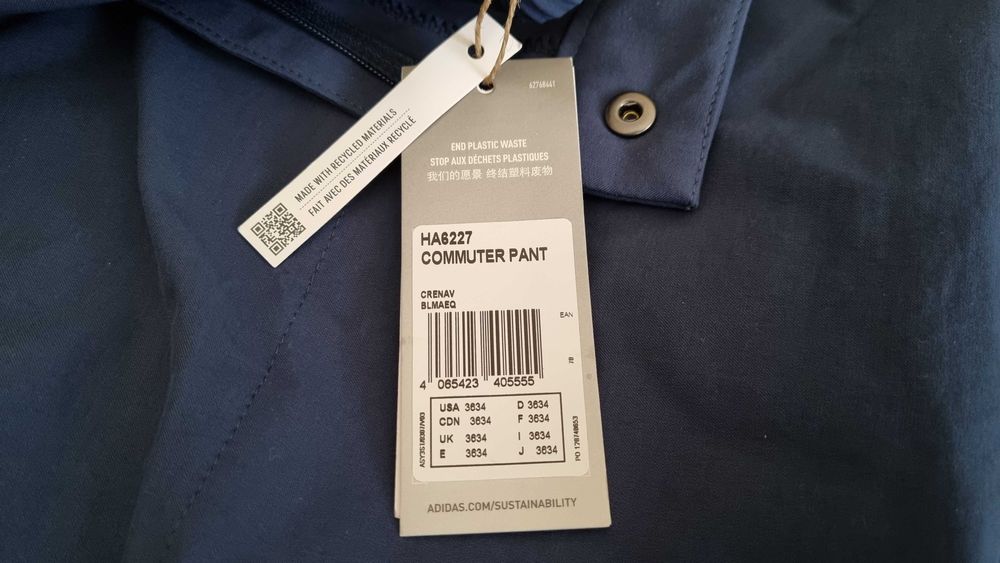 MADE WITH RECYCLED MATERIALS
FAIT AVEC DES MATÉRIAUX RECYCLÉ
62768441
END PLASTIC WASTE
STOP AUX DÉCHETS PLASTIQUES
我们的愿景 终结塑料废物
HA6227
COMMUTER PANT
CRENAV
BLMAEQ
EAN
7B
4 065423 405555
USA 3634 D 3634
CDN 3634 F 3634
UK 3634 I 3634
E 3634 J 3634
ADIDAS.COM/SUSTAINABILITY